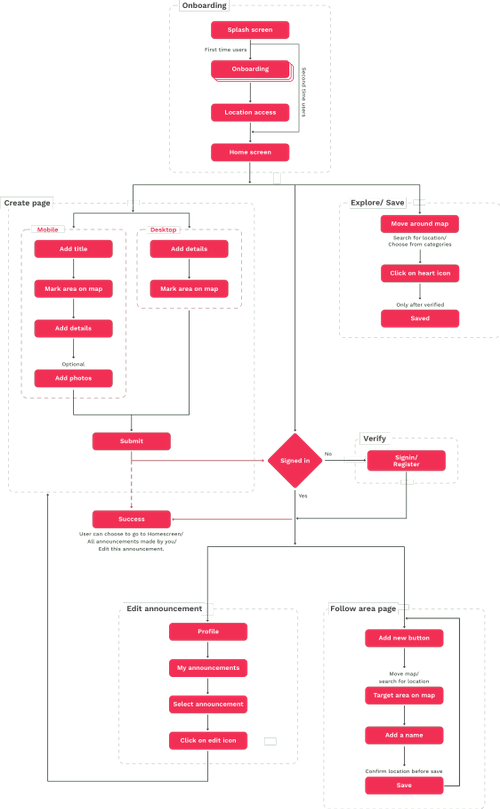 Onboarding
Splash screen
First time users
Second time users
Onboarding
Location access
Home screen
Create page
Mobile
Add title
Mark area on map
Add details
Optional
Add photos
Desktop
Add details
Mark area on map
Submit
Success
User can choose to go to Homescreen/
All announcements made by you/
Edit this announcement.
Explore/ Save
Move around map
Search for location/
Choose from categories
Click on heart icon
Only after verified
Saved
Signed in
No
Yes
Verify
Signin/
Register
Edit announcement
Profile
My announcements
Select announcement
Click on edit icon
Follow area page
Add new button
Move map/
search for location
Target area on map
Add a name
Confirm location before save
Save